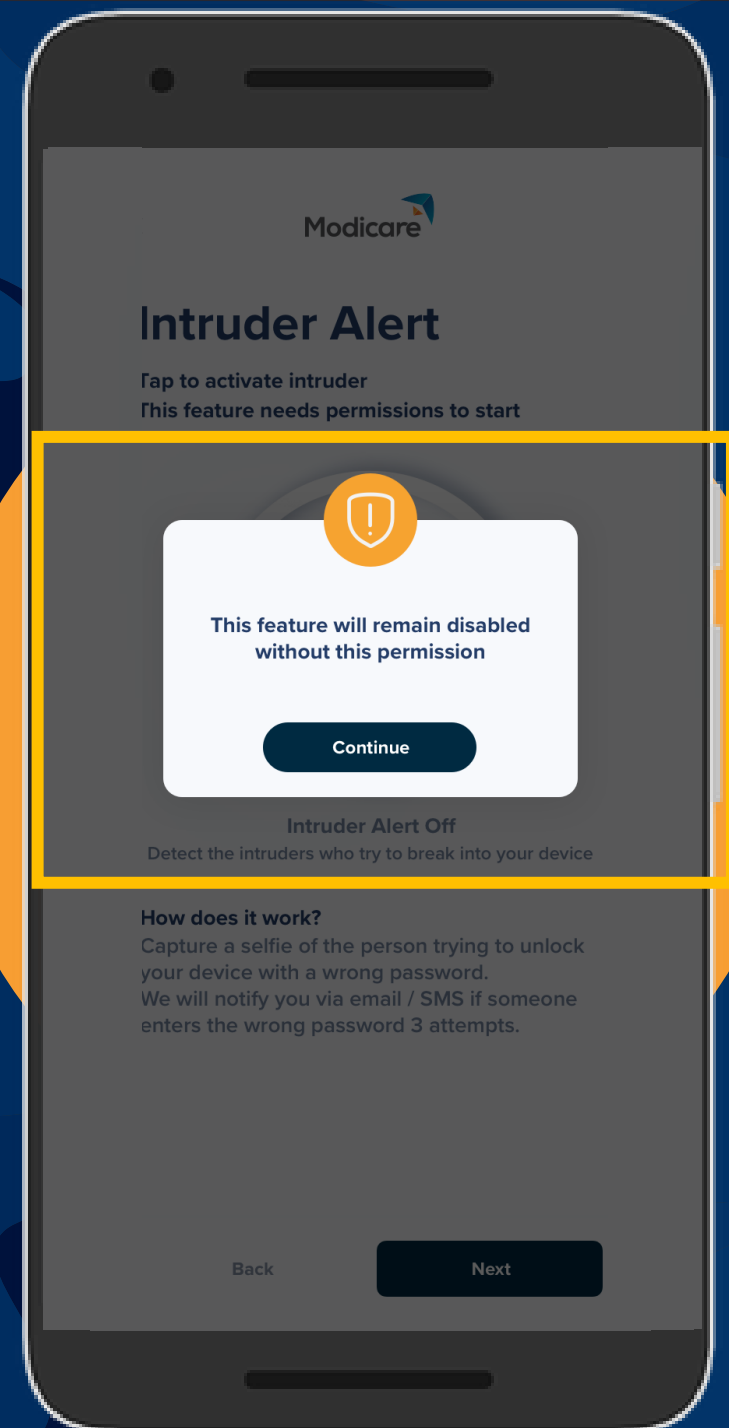 Modicare
Intruder Alert
Tap to activate intruder
This feature needs permissions to start
This feature will remain disabled
without this permission
Continue
Intruder Alert Off
Detect the intruders who try to break into your device
How does it work?
Capture a selfie of the person trying to unlock
your device with a wrong password.
We will notify you via email / SMS if someone
enters the wrong password 3 attempts.
Back
Next